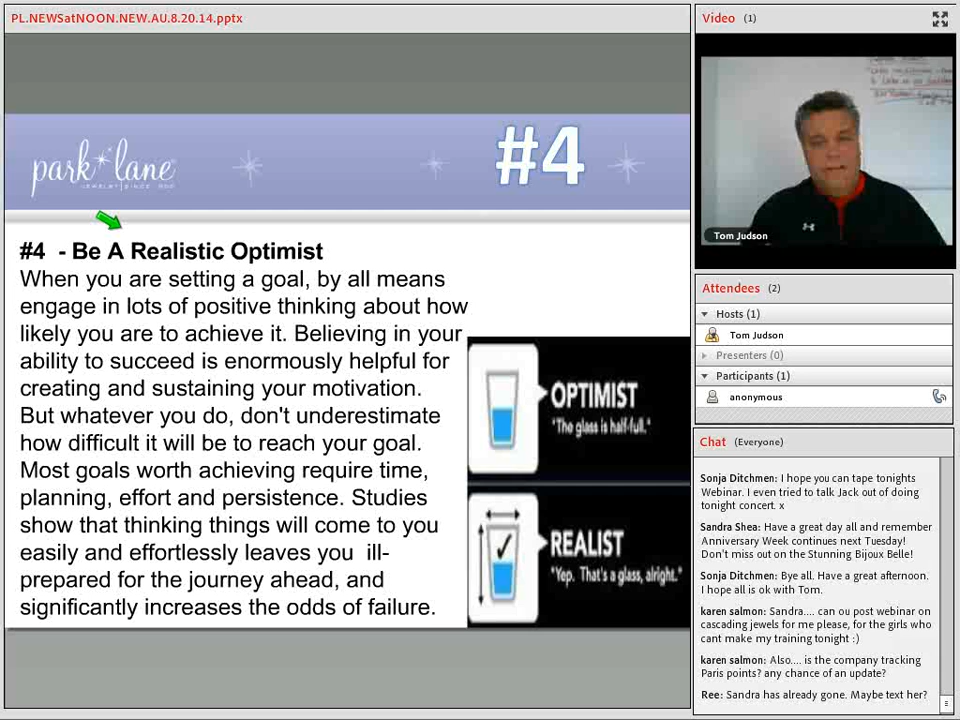 PL.NEWSatNOON.NEW.AU.8.20.14.pptx
park lane
#4
#4 - Be A Realistic Optimist
When you are setting a goal, by all means
engage in lots of positive thinking about how
likely you are to achieve it. Believing in your
ability to succeed is enormously helpful for
creating and sustaining your motivation.
But whatever you do, don't underestimate
how difficult it will be to reach your goal.
Most goals worth achieving require time,
planning, effort and persistence. Studies
show that thinking things will come to you
easily and effortlessly leaves you ill-
prepared for the journey ahead, and
significantly increases the odds of failure.
OPTIMIST
"The glass is half-full."
REALIST
"Yep. That's a glass, alright."
Video (1)
Tom Judson
Attendees (2)
Hosts (1)
Tom Judson
Presenters (0)
Participants (1)
anonymous
Chat (Everyone)
Sonja Ditchmen: I hope you can tape tonights
Webinar. I even tried to talk Jack out of doing
tonight concert. x
Sandra Shea: Have a great day all and remember
Anniversary Week continues next Tuesday!
Don't miss out on the Stunning Bijoux Belle!
Sonja Ditchmen: Bye all. Have a great afternoon.
I hope all is ok with Tom.
karen salmon: Sandra.... can ou post webinar on
cascading jewels for me please, for the girls who
cant make my training tonight :)
karen salmon: Also.... is the company tracking
Paris points? any chance of an update?
Ree: Sandra has already gone. Maybe text her?